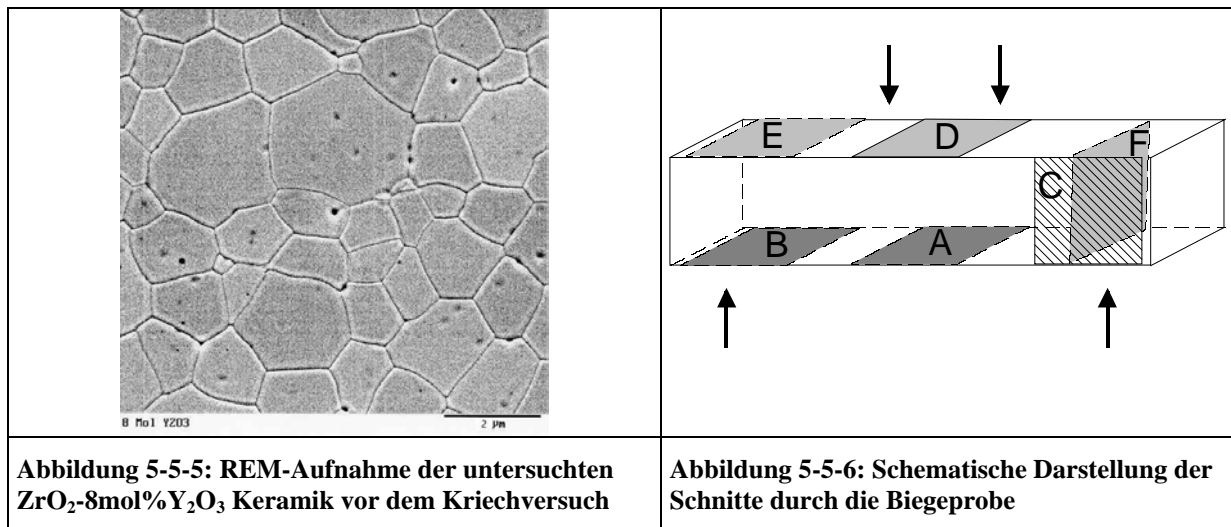 8 Mol Y2O3
2 µm
E
D
F
C
B
A
Abbildung 5-5-5: REM-Aufnahme der untersuchten
ZrO₂-8mol%Y₂O₃ Keramik vor dem Kriechversuch
Abbildung 5-5-6: Schematische Darstellung der
Schnitte durch die Biegeprobe